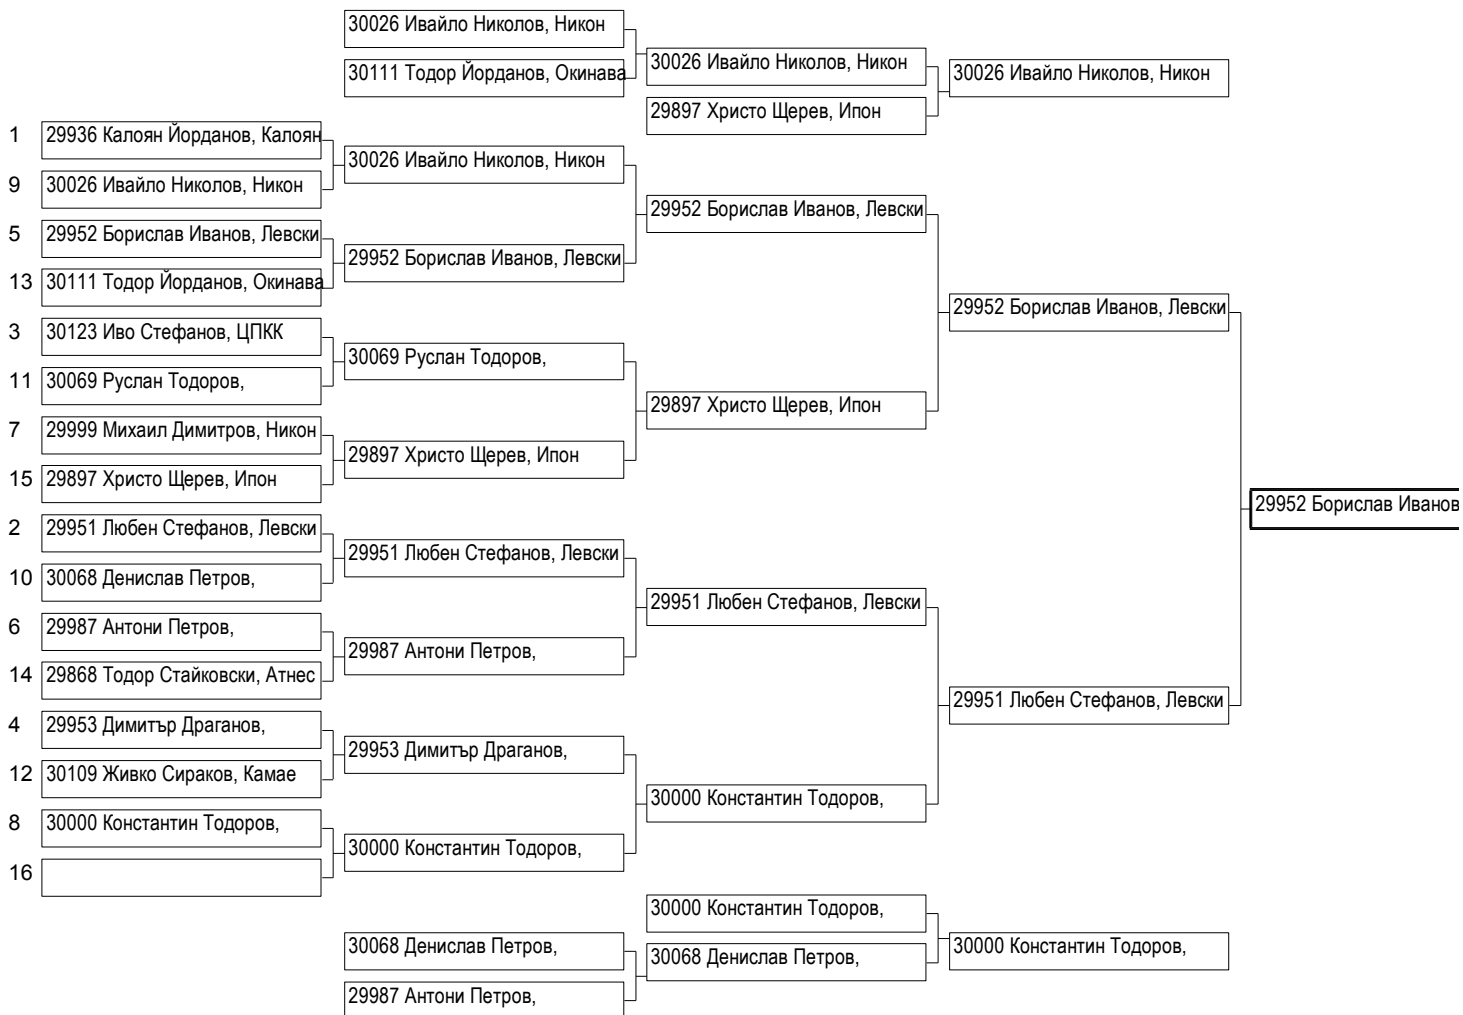 30026 Ивайло Николов, Никон
30111 Тодор Йорданов, Окинава
30026 Ивайло Николов, Никон
29897 Христо Щерев, Ипон
30026 Ивайло Николов, Никон
1 29936 Калоян Йорданов, Калоян
9 30026 Ивайло Николов, Никон
5 29952 Борислав Иванов, Левски
13 30111 Тодор Йорданов, Окинава
3 30123 Иво Стефанов, ЦПКК
11 30069 Руслан Тодоров,
7 29999 Михаил Димитров, Никон
15 29897 Христо Щерев, Ипон
2 29951 Любен Стефанов, Левски
10 30068 Денислав Петров,
6 29987 Антони Петров,
14 29868 Тодор Стайковски, Атнес
4 29953 Димитър Драганов,
12 30109 Живко Сираков, Камае
8 30000 Константин Тодоров,
16
30026 Ивайло Николов, Никон
29952 Борислав Иванов, Левски
30069 Руслан Тодоров,
29897 Христо Щерев, Ипон
29951 Любен Стефанов, Левски
29987 Антони Петров,
29953 Димитър Драганов,
30000 Константин Тодоров,
29952 Борислав Иванов, Левски
29897 Христо Щерев, Ипон
29951 Любен Стефанов, Левски
30000 Константин Тодоров,
29952 Борислав Иванов, Левски
29951 Любен Стефанов, Левски
29952 Борислав Иванов
30068 Денислав Петров,
29987 Антони Петров,
30000 Константин Тодоров,
30068 Денислав Петров,
30000 Константин Тодоров,